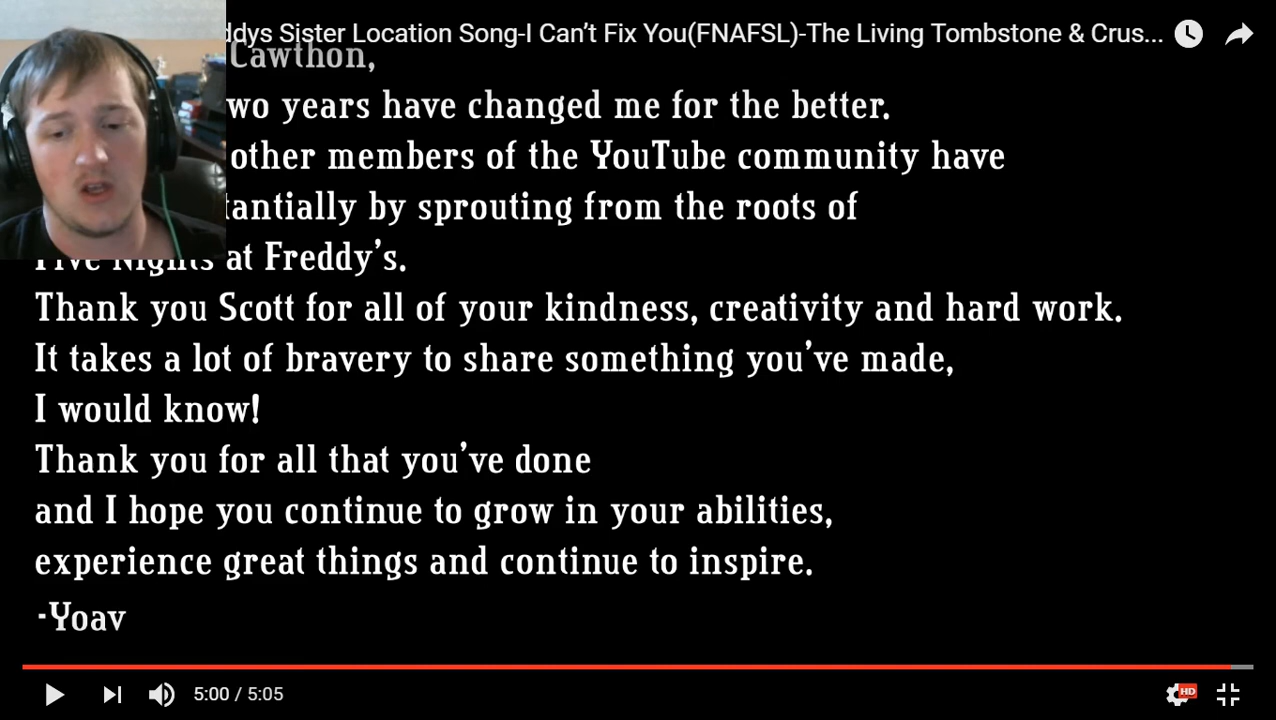 ddys Sister Location Song-I Can't Fix You(FNAFSL)-The Living Tombstone & Crus...
Cawthon,
wo years have changed me for the better.
other members of the YouTube community have
tantially by sprouting from the roots of
Five Nights at Freddy's.
Thank you Scott for all of your kindness, creativity and hard work.
It takes a lot of bravery to share something you've made,
I would know!
Thank you for all that you've done
and I hope you continue to grow in your abilities,
experience great things and continue to inspire.
-Yoav
5:00 / 5:05
HD